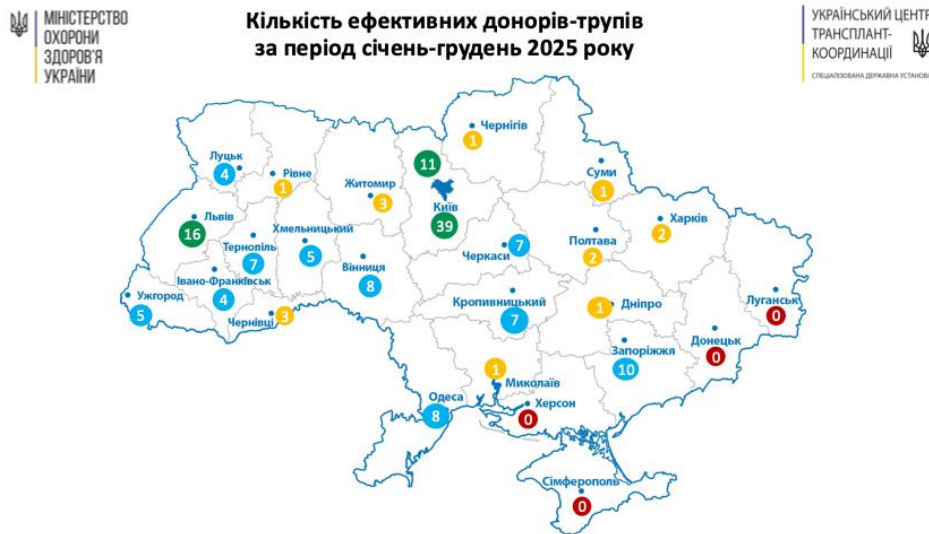 МІНІСТЕРСТВО
ОХОРОНИ
ЗДОРОВ'Я
УКРАЇНИ
Кількість ефективних донорів-трупів
за період січень-грудень 2025 року
УКРАЇНСЬКИЙ ЦЕНТР
ТРАНСПЛАНТ-
КООРДИНАЦІЇ
СПЕЦІАЛІЗОВАНА ДЕРЖАВНА УСТАНОВА
Чернігів
1
Луцьк
4
Рівне
1
Житомир
3
11
Київ
39
Суми
1
Львів
16
Тернопіль
7
Хмельницький
5
Вінниця
8
Черкаси
7
Полтава
2
Харків
2
Ужгород
5
Івано-Франківськ
4
Чернівці
3
Кропивницький
7
Дніпро
1
Запоріжжя
10
Донецьк
0
Луганськ
0
1
Миколаїв
Одеса
8
Херсон
0
Сімферополь
0